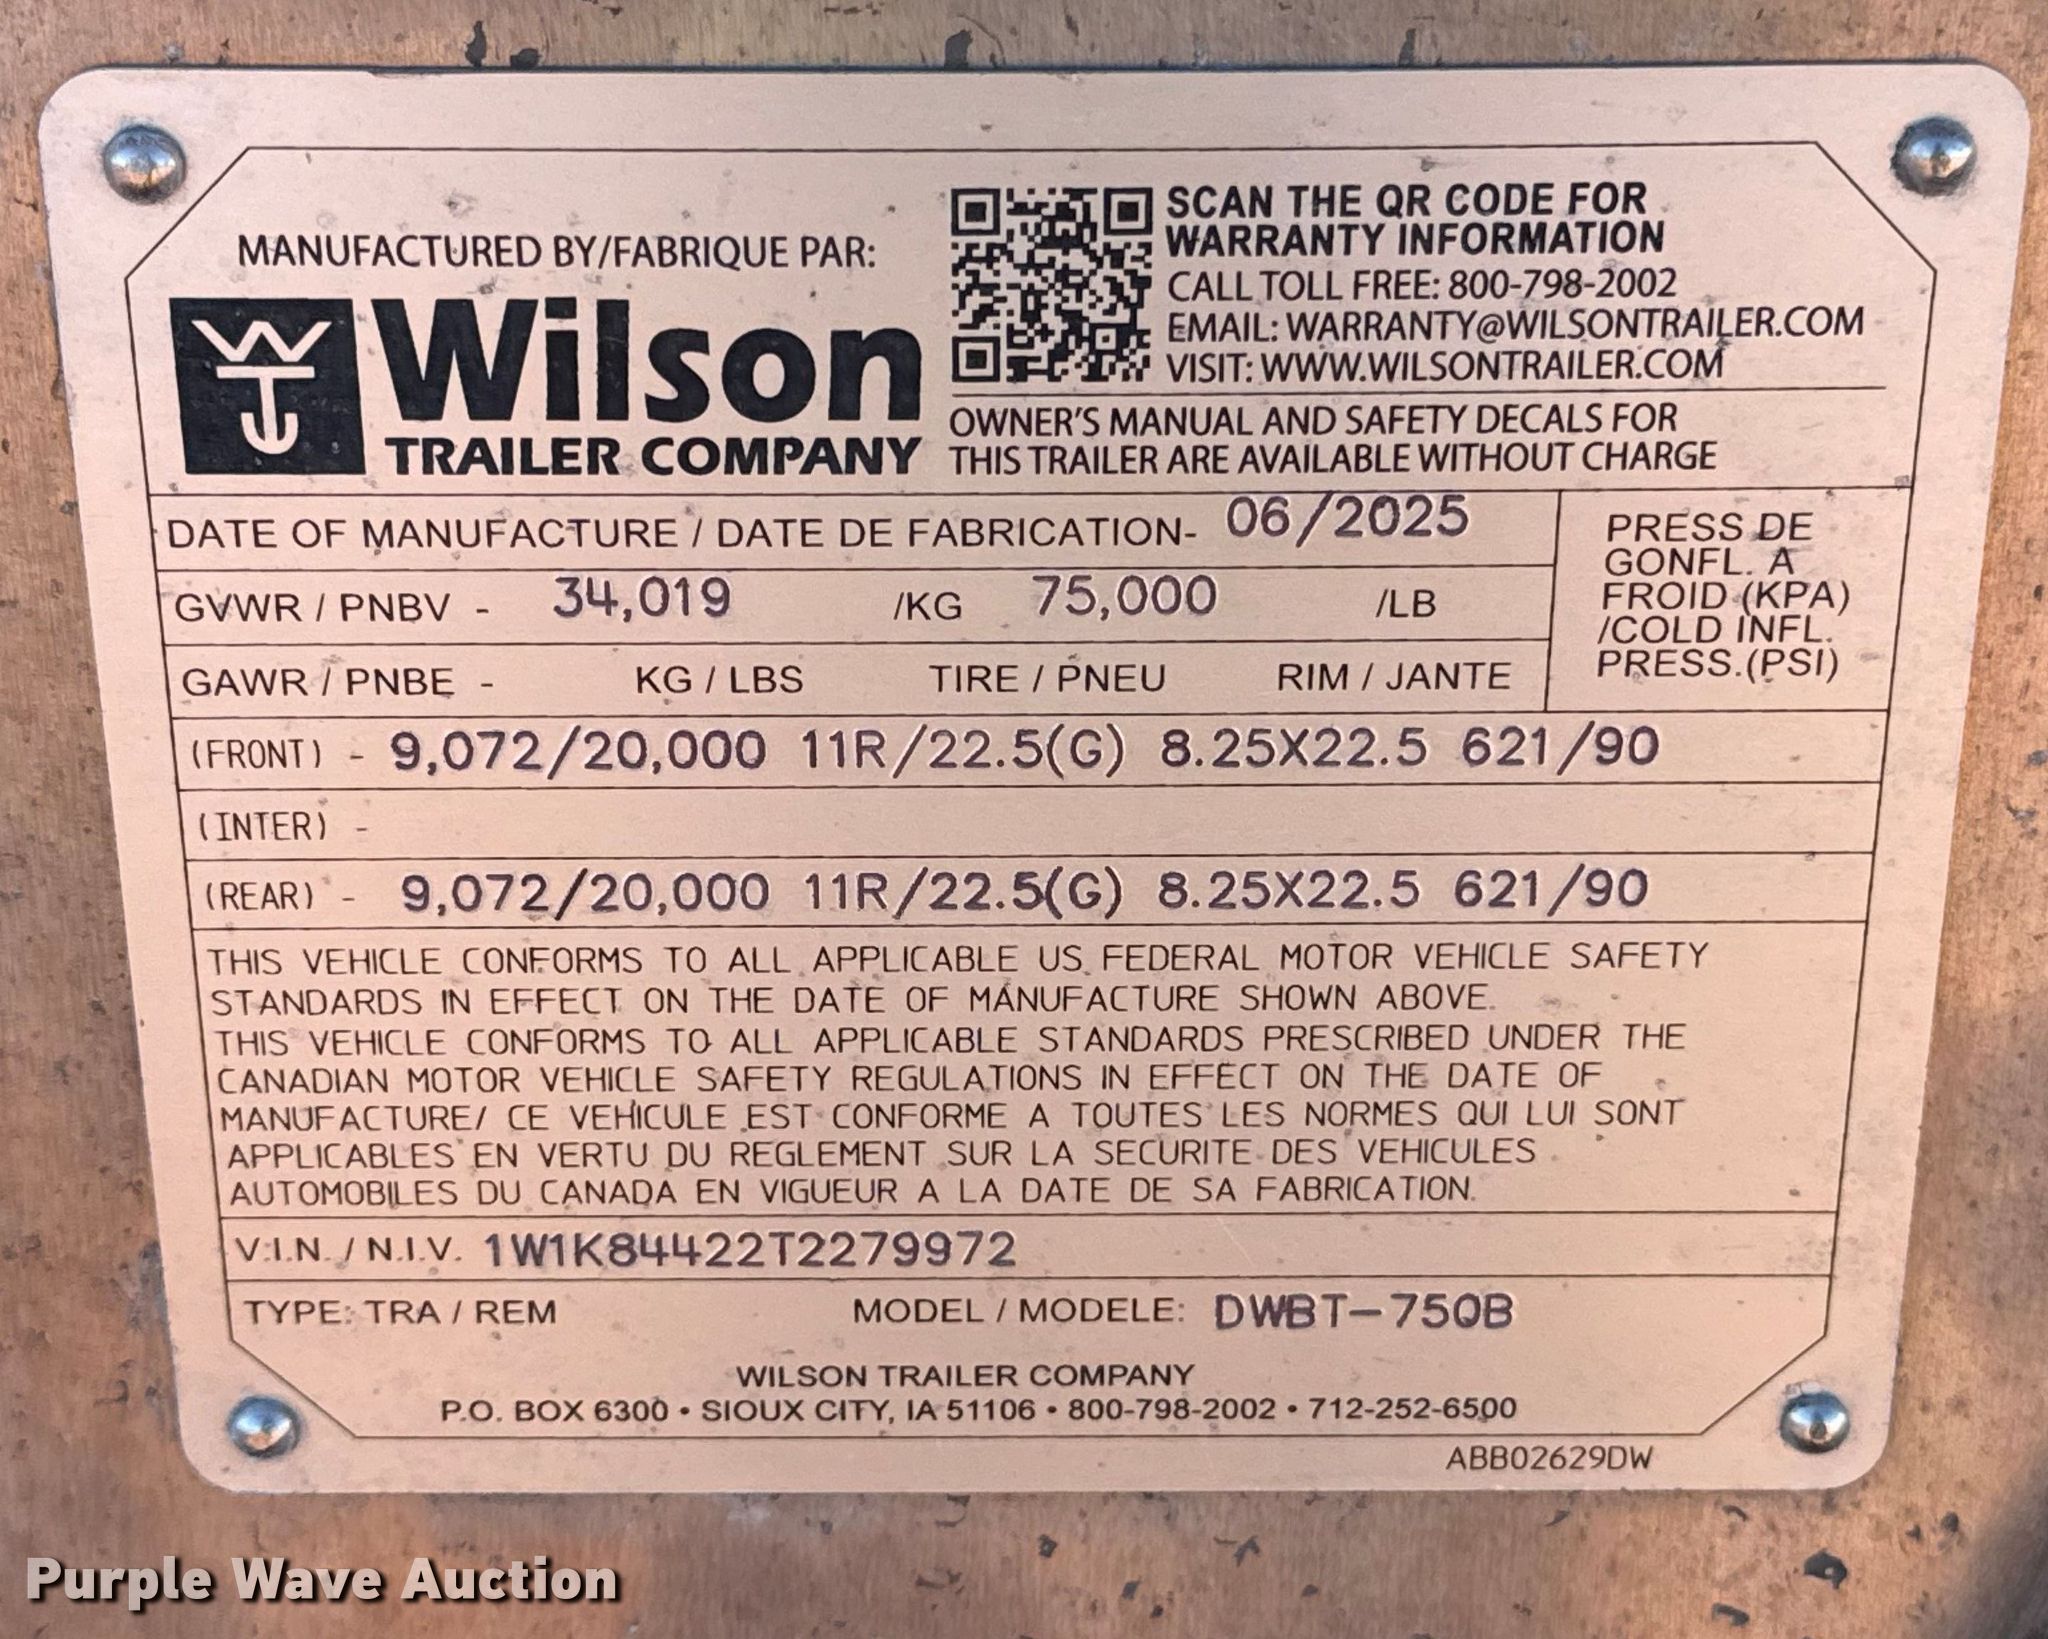 MANUFACTURED BY/FABRIQUE PAR:
Wilson
TRAILER COMPANY
SCAN THE QR CODE FOR
WARRANTY INFORMATION
CALL TOLL FREE: 800-798-2002
EMAIL: WARRANTY@WILSONTRAILER.COM
VISIT: WWW.WILSONTRAILER.COM
OWNER'S MANUAL AND SAFETY DECALS FOR
THIS TRAILER ARE AVAILABLE WITHOUT CHARGE
DATE OF MANUFACTURE / DATE DE FABRICATION- 06/2025
GVWR / PNBV - 34,019 /KG 75,000 /LB
GAWR / PNBE - KG / LBS TIRE / PNEU RIM / JANTE
PRESS DE
GONFL. A
FROID (KPA)
/COLD INFL.
PRESS.(PSI)
(FRONT) - 9,072/20,000 11R/22.5(G) 8.25X22.5 621/90
(INTER) -
(REAR) - 9,072/20,000 11R/22.5(G) 8.25X22.5 621/90
THIS VEHICLE CONFORMS TO ALL APPLICABLE US FEDERAL MOTOR VEHICLE SAFETY
STANDARDS IN EFFECT ON THE DATE OF MANUFACTURE SHOWN ABOVE.
THIS VEHICLE CONFORMS TO ALL APPLICABLE STANDARDS PRESCRIBED UNDER THE
CANADIAN MOTOR VEHICLE SAFETY REGULATIONS IN EFFECT ON THE DATE OF
MANUFACTURE/ CE VEHICULE EST CONFORME A TOUTES LES NORMES QUI LUI SONT
APPLICABLES EN VERTU DU REGLEMENT SUR LA SECURITE DES VEHICULES
AUTOMOBILES DU CANADA EN VIGUEUR A LA DATE DE SA FABRICATION.
V.I.N. / N.I.V. 1W1K84422T2279972
TYPE: TRA / REM MODEL / MODELE: DWBT-750B
WILSON TRAILER COMPANY
P.O. BOX 6300 • SIOUX CITY, IA 51106 • 800-798-2002 • 712-252-6500
ABB02629DW
Purple Wave Auction